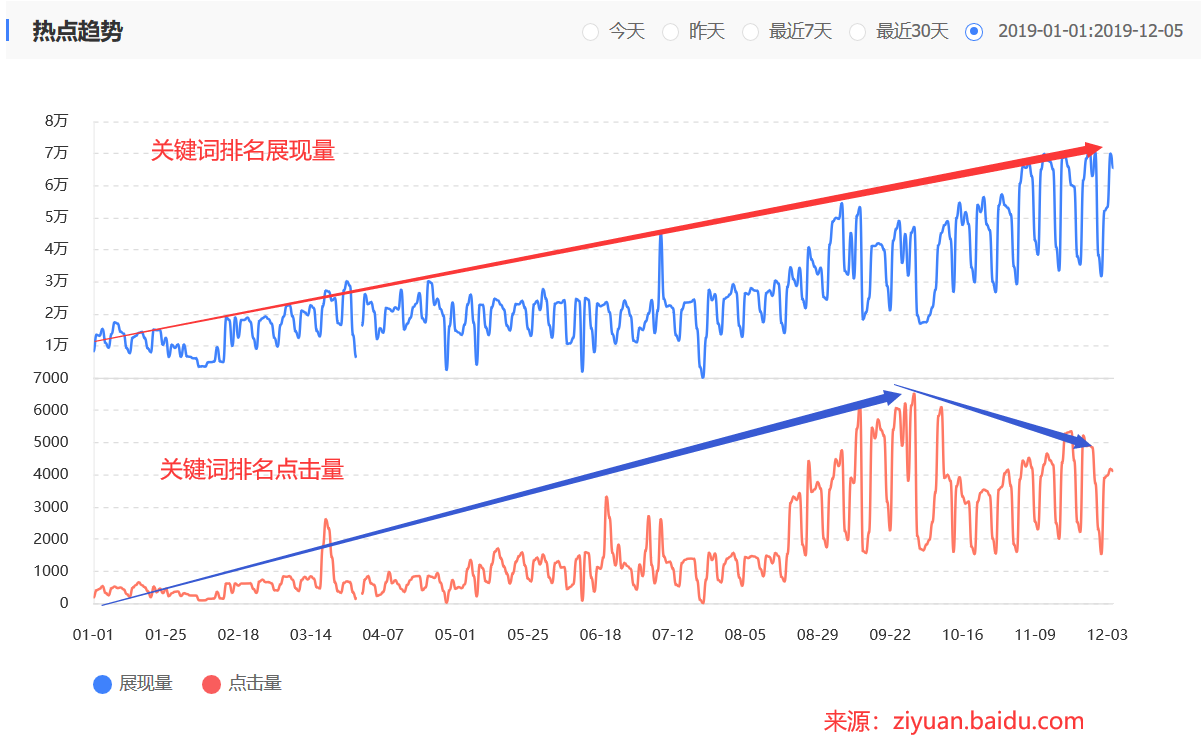 热点趋势
今天 昨天 最近7天 最近30天 2019-01-01:2019-12-05
8万
关键词排名展现量
7万
6万
5万
4万
3万
2万
1万
7000
6000
5000
关键词排名点击量
4000
3000
2000
1000
0
01-01 01-25 02-18 03-14 04-07 05-01 05-25 06-18 07-12 08-05 08-29 09-22 10-16 11-09 12-03
展现量 点击量
来源：ziyuan.baidu.com